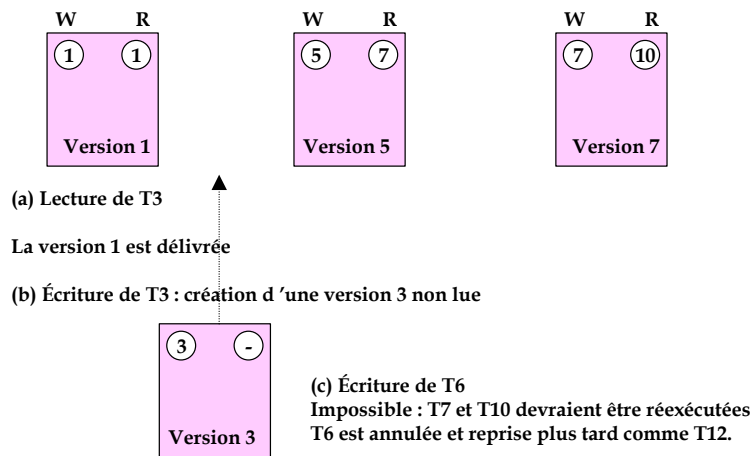 W R W R W R
1 1 5 7 7 10
Version 1 Version 5 Version 7
(a) Lecture de T3
La version 1 est délivrée
(b) Écriture de T3 : création d ’une version 3 non lue
3 -
Version 3
(c) Écriture de T6
Impossible : T7 et T10 devraient être réexécutées
T6 est annulée et reprise plus tard comme T12.